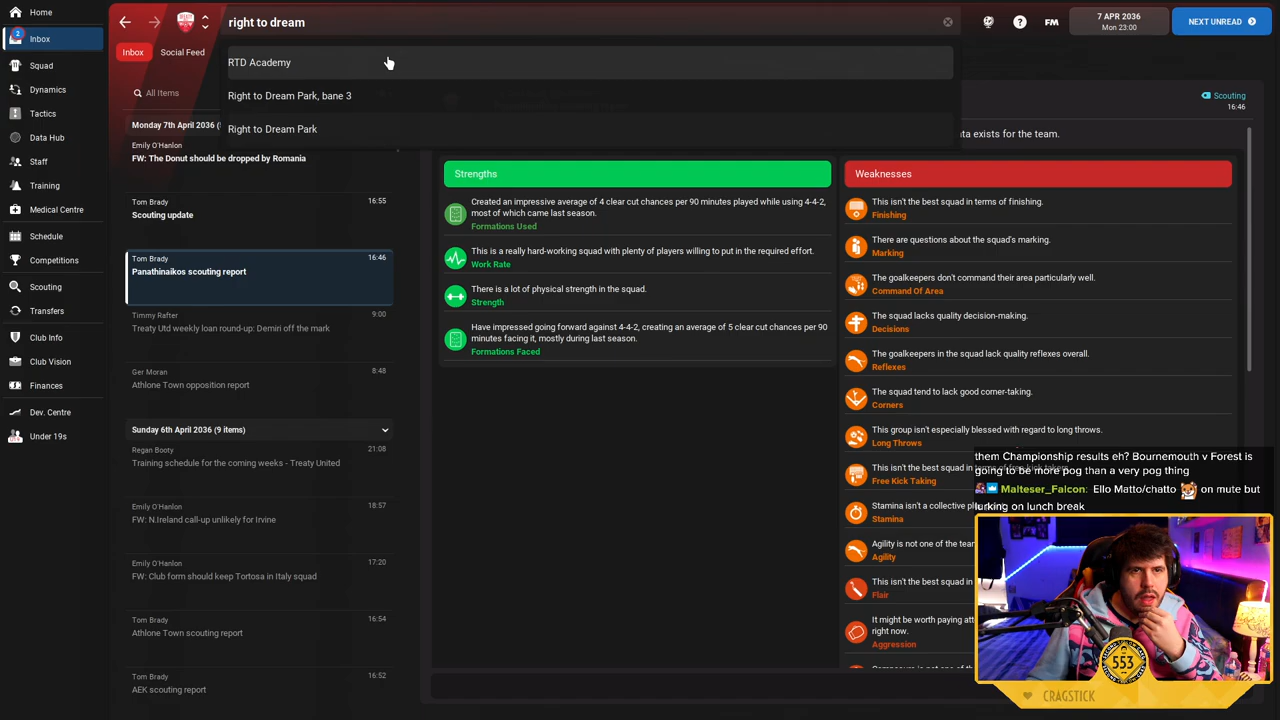 Home
2
Inbox
Squad
Dynamics
Tactics
Data Hub
Staff
Training
Medical Centre
Schedule
Competitions
Scouting
Transfers
Club Info
Club Vision
Finances
Dev. Centre
Under 19s
right to dream
FM
7 APR 2036
Mon 23:00
NEXT UNREAD
Inbox
Social Feed
RTD Academy
Right to Dream Park, bane 3
Right to Dream Park
All Items
Monday 7th April 2036
Emily O'Hanlon
FW: The Donut should be dropped by Romania
Tom Brady
16:55
Scouting update
Tom Brady
16:46
Panathinaikos scouting report
Timmy Rafter
9:00
Treaty Utd weekly loan round-up: Demiri off the mark
Ger Moran
8:48
Athlone Town opposition report
Sunday 6th April 2036 (9 items)
Regan Booty
21:08
Training schedule for the coming weeks - Treaty United
Emily O'Hanlon
18:57
FW: N.Ireland call-up unlikely for Irvine
Emily O'Hanlon
17:20
FW: Club form should keep Tortosa in Italy squad
Tom Brady
16:54
Athlone Town scouting report
Tom Brady
16:52
AEK scouting report
Scouting
16:46
ata exists for the team.
Strengths
Created an impressive average of 4 clear cut chances per 90 minutes played while using 4-4-2,
most of which came last season.
Formations Used
This is a really hard-working squad with plenty of players willing to put in the required effort.
Work Rate
There is a lot of physical strength in the squad.
Strength
Have impressed going forward against 4-4-2, creating an average of 5 clear cut chances per 90
minutes facing it, mostly during last season.
Formations Faced
Weaknesses
This isn't the best squad in terms of finishing.
Finishing
There are questions about the squad's marking.
Marking
The goalkeepers don't command their area particularly well.
Command Of Area
The squad lacks quality decision-making.
Decisions
The goalkeepers in the squad lack quality reflexes overall.
Reflexes
The squad tend to lack good corner-taking.
Corners
This group isn't especially blessed with regard to long throws.
Long Throws
This isn't the best squad in terms of free kick taking.
Free Kick Taking
Stamina isn't a collective
Stamina
Agility is not one of the tea
Agility
This isn't the best squad in
Flair
It might be worth paying att
right now.
Aggression
Composure is not one of the
them Championship results eh? Bournemouth v Forest is
going to be more pog than a very pog thing
Malteser_Falcon: Ello Matto/chatto on mute but
lurking on lunch break
553
CRAGSTICK